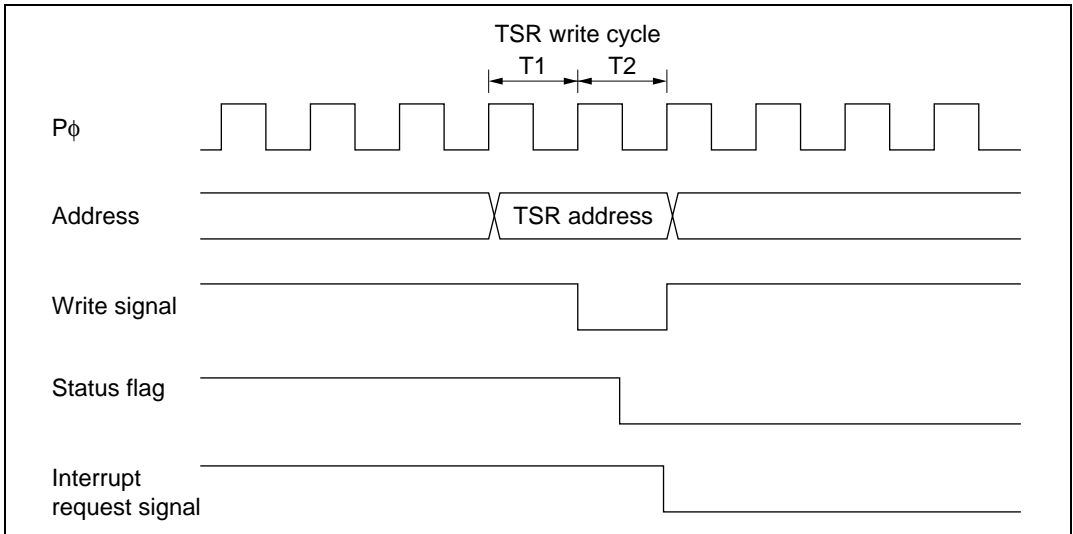 TSR write cycle
T1 T2
Pϕ
Address
TSR address
Write signal
Status flag
Interrupt
request signal